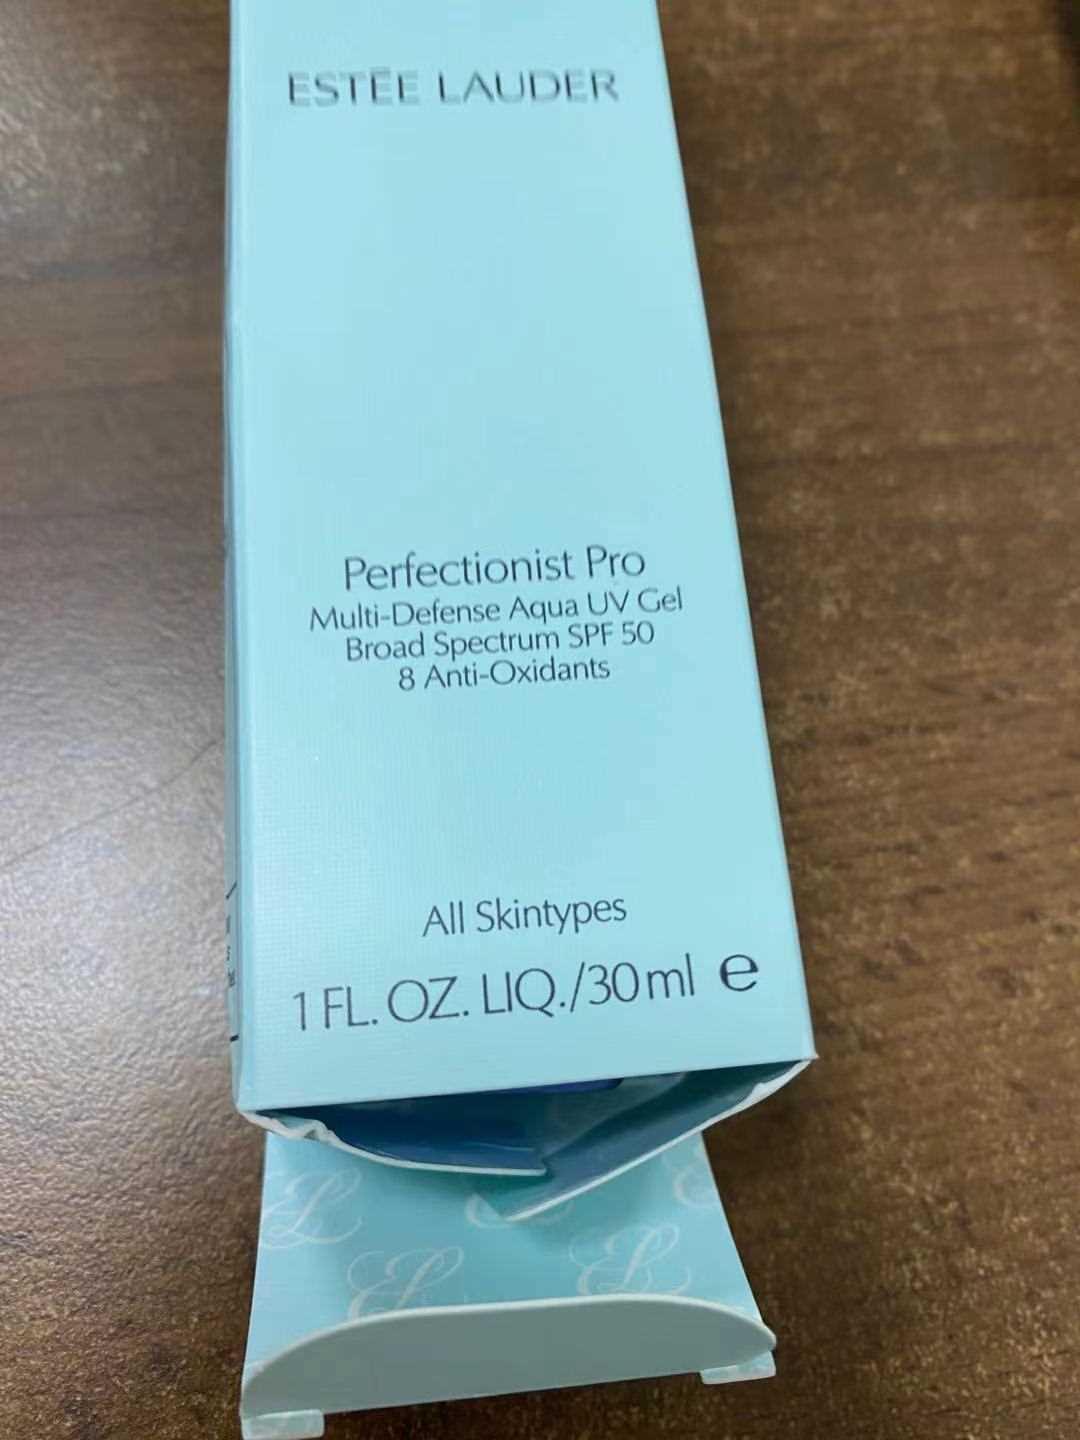 ESTĒE LAUDER
Perfectionist Pro
Multi-Defense Aqua UV Gel
Broad Spectrum SPF 50
8 Anti-Oxidants
All Skintypes
1 FL. OZ. LIQ./30ml e